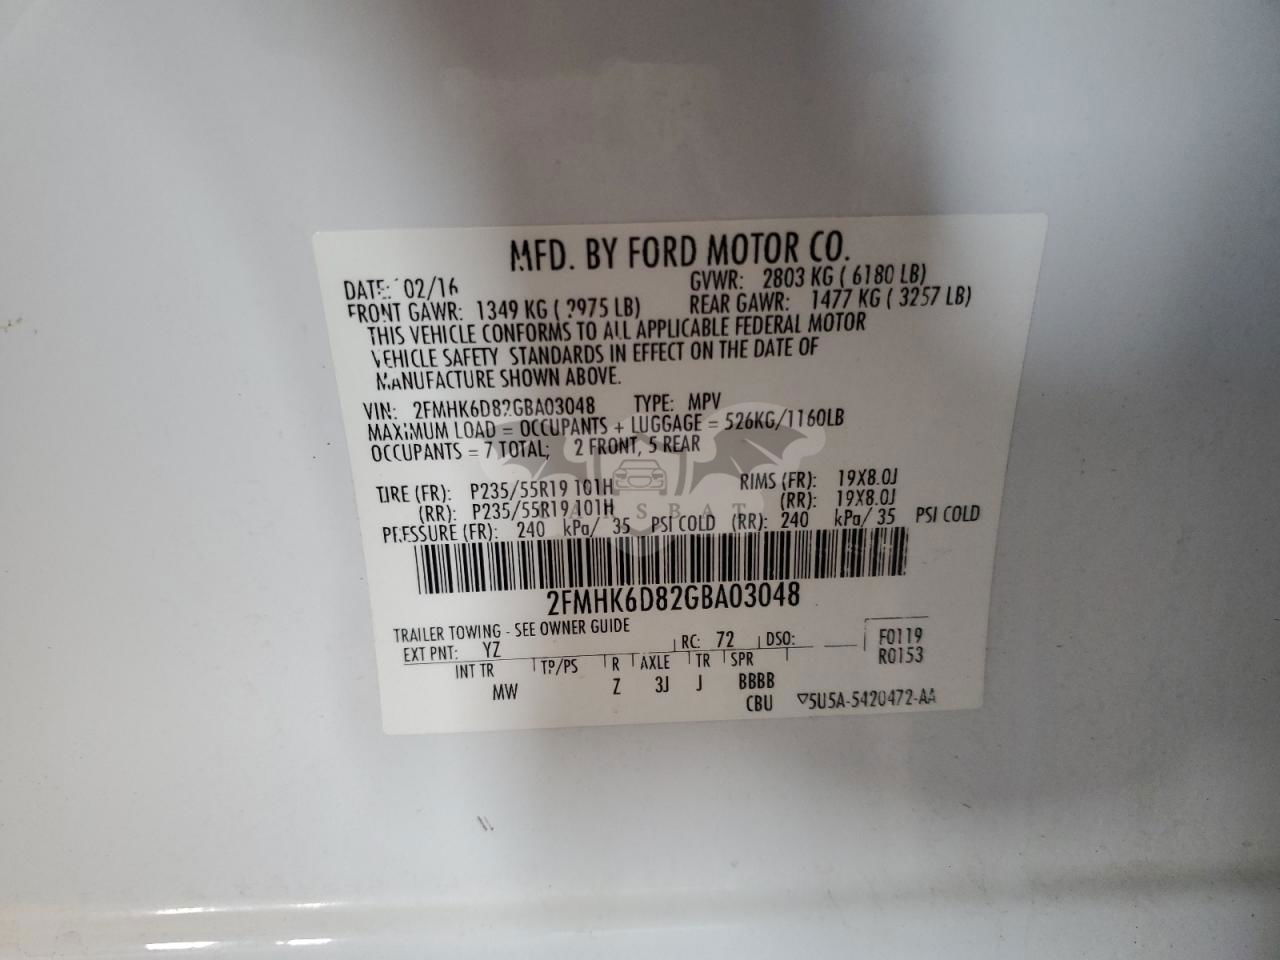 MFD. BY FORD MOTOR CO.
DATE: 02/16 GVWR: 2803 KG ( 6180 LB)
FRONT GAWR: 1349 KG ( 2975 LB) REAR GAWR: 1477 KG ( 3257 LB)
THIS VEHICLE CONFORMS TO ALL APPLICABLE FEDERAL MOTOR
VEHICLE SAFETY STANDARDS IN EFFECT ON THE DATE OF
MANUFACTURE SHOWN ABOVE.
VIN: 2FMHK6D82GBA03048 TYPE: MPV
MAXIMUM LOAD = OCCUPANTS + LUGGAGE = 526KG/1160LB
OCCUPANTS = 7 TOTAL; 2 FRONT, 5 REAR
TIRE (FR): P235/55R19 101H RIMS (FR): 19X8.0J
(RR): P235/55R19 101H (RR): 19X8.0J
PRESSURE (FR): 240 kPa/ 35 PSI COLD (RR): 240 kPa/ 35 PSI COLD
CARSBAT
2FMHK6D82GBA03048
TRAILER TOWING - SEE OWNER GUIDE
EXT PNT: YZ RC: 72 DSO: F0119
R0153
INT TR TP/PS R AXLE TR SPR
MW Z 3J J BBBB
CBU ▽5U5A-5420472-AA